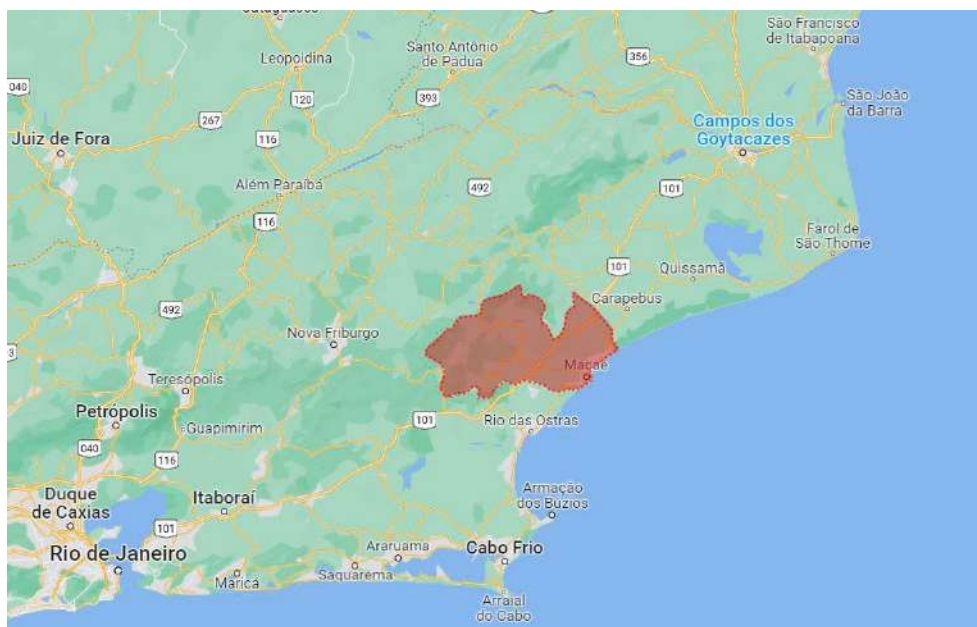 São Francisco
de Itabapoana
Santo Antônio
de Pádua
Leopoldina
356
040
120
393
São João
da Barra
267
Campos dos
Goytacazes
Juiz de Fora
116
Além Paraíba
492
101
116
Farol de
São Thome
101
Quissamã
Carapebus
492
Nova Friburgo
Macaé
Teresópolis
Petrópolis
101
Rio das Ostras
Guapimirim
040
116
Armação
dos Búzios
Duque
de Caxias
Itaboraí
101
Rio de Janeiro
Araruama
Cabo Frio
Saquarema
Maricá
Arraial
do Cabo